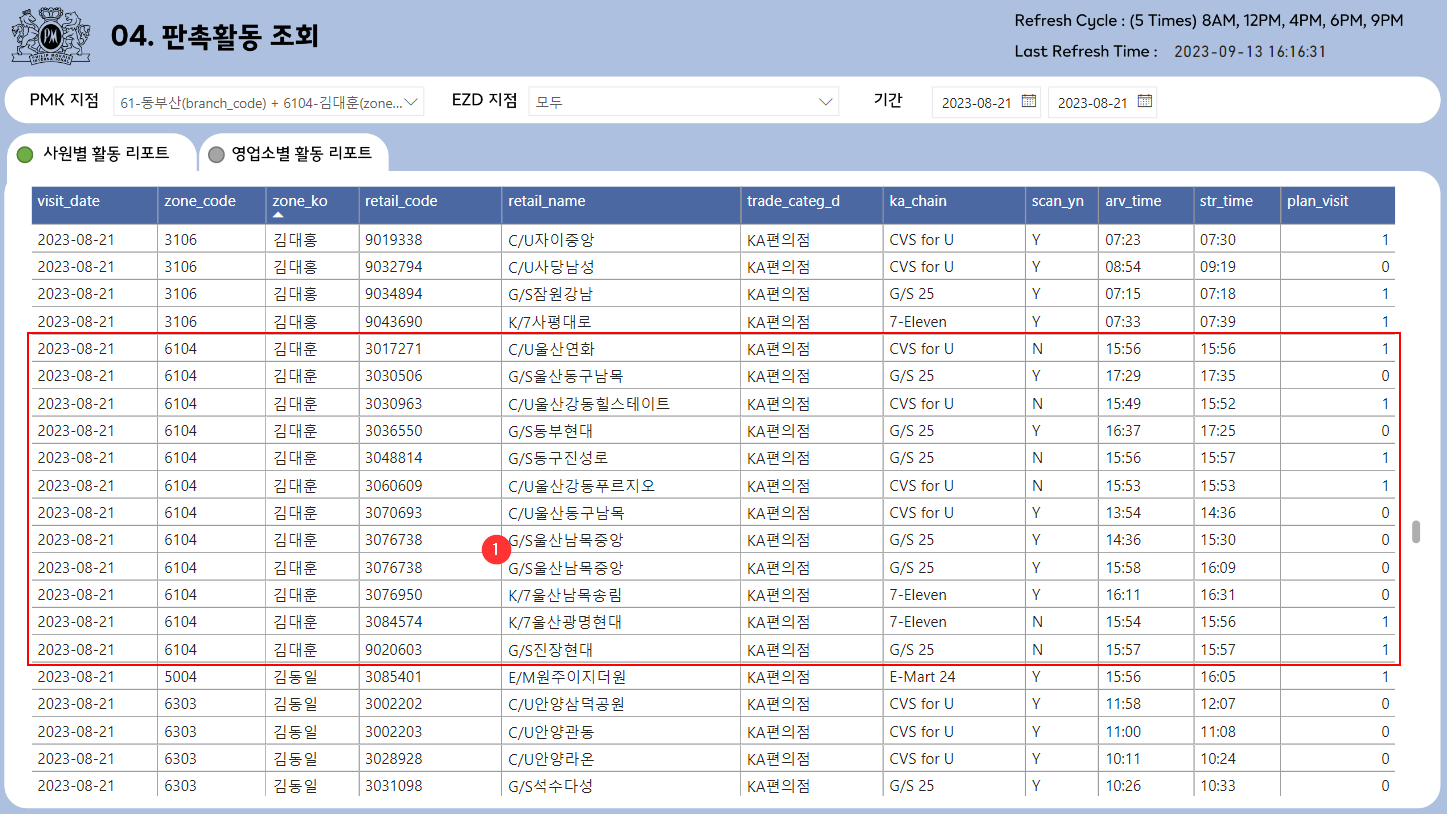 PM
PHILIP MORRIS
INTERNATIONAL
04. 판촉활동 조회
Refresh Cycle : (5 Times) 8AM, 12PM, 4PM, 6PM, 9PM
Last Refresh Time : 2023-09-13 16:16:31
PMK 지점 61-동부산(branch_code) + 6104-김대훈(zone... EZD 지점 모두 기간 2023-08-21 2023-08-21
사원별 활동 리포트 영업소별 활동 리포트
visit_date zone_code zone_ko retail_code retail_name trade_categ_d ka_chain scan_yn arv_time str_time plan_visit
2023-08-21 3106 김대홍 9019338 C/U자이중앙 KA편의점 CVS for U Y 07:23 07:30 1
2023-08-21 3106 김대홍 9032794 C/U사당남성 KA편의점 CVS for U Y 08:54 09:19 0
2023-08-21 3106 김대홍 9034894 G/S잠원강남 KA편의점 G/S 25 Y 07:15 07:18 1
2023-08-21 3106 김대홍 9043690 K/7사평대로 KA편의점 7-Eleven Y 07:33 07:39 1
2023-08-21 6104 김대훈 3017271 C/U울산연화 KA편의점 CVS for U N 15:56 15:56 1
2023-08-21 6104 김대훈 3030506 G/S울산동구남목 KA편의점 G/S 25 Y 17:29 17:35 0
2023-08-21 6104 김대훈 3030963 C/U울산강동힐스테이트 KA편의점 CVS for U N 15:49 15:52 1
2023-08-21 6104 김대훈 3036550 G/S동부현대 KA편의점 G/S 25 Y 16:37 17:25 0
2023-08-21 6104 김대훈 3048814 G/S동구진성로 KA편의점 G/S 25 N 15:56 15:57 1
2023-08-21 6104 김대훈 3060609 C/U울산강동푸르지오 KA편의점 CVS for U N 15:53 15:53 1
2023-08-21 6104 김대훈 3070693 C/U울산동구남목 KA편의점 CVS for U Y 13:54 14:36 0
2023-08-21 6104 김대훈 3076738 1 G/S울산남목중앙 KA편의점 G/S 25 Y 14:36 15:30 0
2023-08-21 6104 김대훈 3076738 G/S울산남목중앙 KA편의점 G/S 25 Y 15:58 16:09 0
2023-08-21 6104 김대훈 3076950 K/7울산남목송림 KA편의점 7-Eleven Y 16:11 16:31 0
2023-08-21 6104 김대훈 3084574 K/7울산광명현대 KA편의점 7-Eleven N 15:54 15:56 1
2023-08-21 6104 김대훈 9020603 G/S진장현대 KA편의점 G/S 25 N 15:57 15:57 1
2023-08-21 5004 김동일 3085401 E/M원주이지더원 KA편의점 E-Mart 24 Y 15:56 16:05 1
2023-08-21 6303 김동일 3002202 C/U안양삼덕공원 KA편의점 CVS for U Y 11:58 12:07 0
2023-08-21 6303 김동일 3002203 C/U안양관동 KA편의점 CVS for U Y 11:00 11:08 0
2023-08-21 6303 김동일 3028928 C/U안양라온 KA편의점 CVS for U Y 10:11 10:24 0
2023-08-21 6303 김동일 3031098 G/S석수다성 KA편의점 G/S 25 Y 10:26 10:33 0